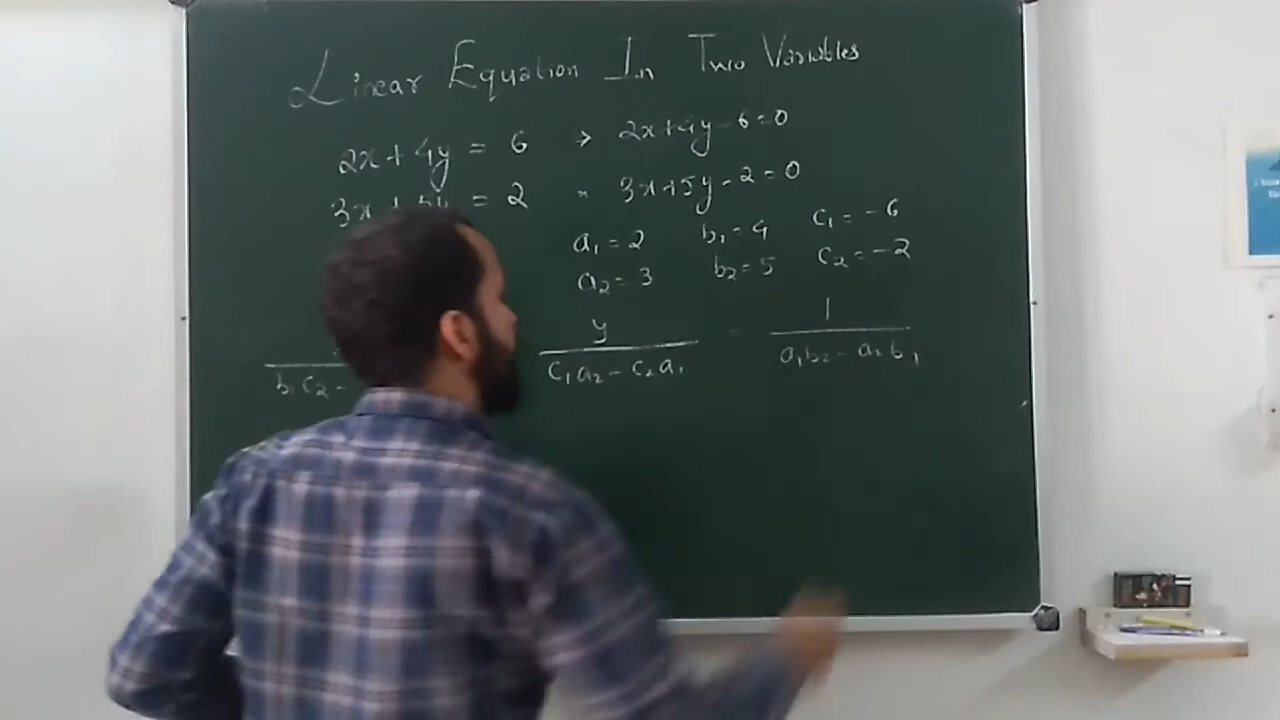 Linear Equation In Two Variables
2x + 4y = 6 → 2x+4y-6=0
3x + 5y = 2 " 3x+5y-2=0
a₁ = 2 b₁ = 4 c₁ = -6
a₂ = 3 b₂ = 5 c₂ = -2
y = 1
b₁c₂ - c₁a₂ - c₂a₁ a₁b₂ - a₂b₁